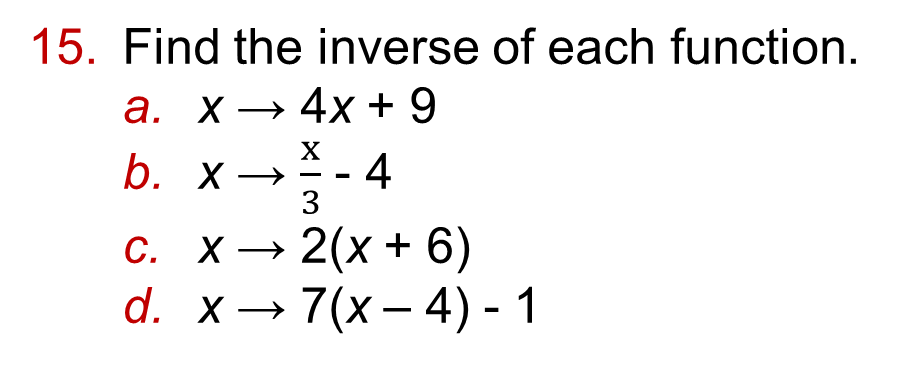 15. Find the inverse of each function.
a. x → 4x + 9
b. x → x/3 - 4
c. x → 2(x + 6)
d. x → 7(x – 4) - 1